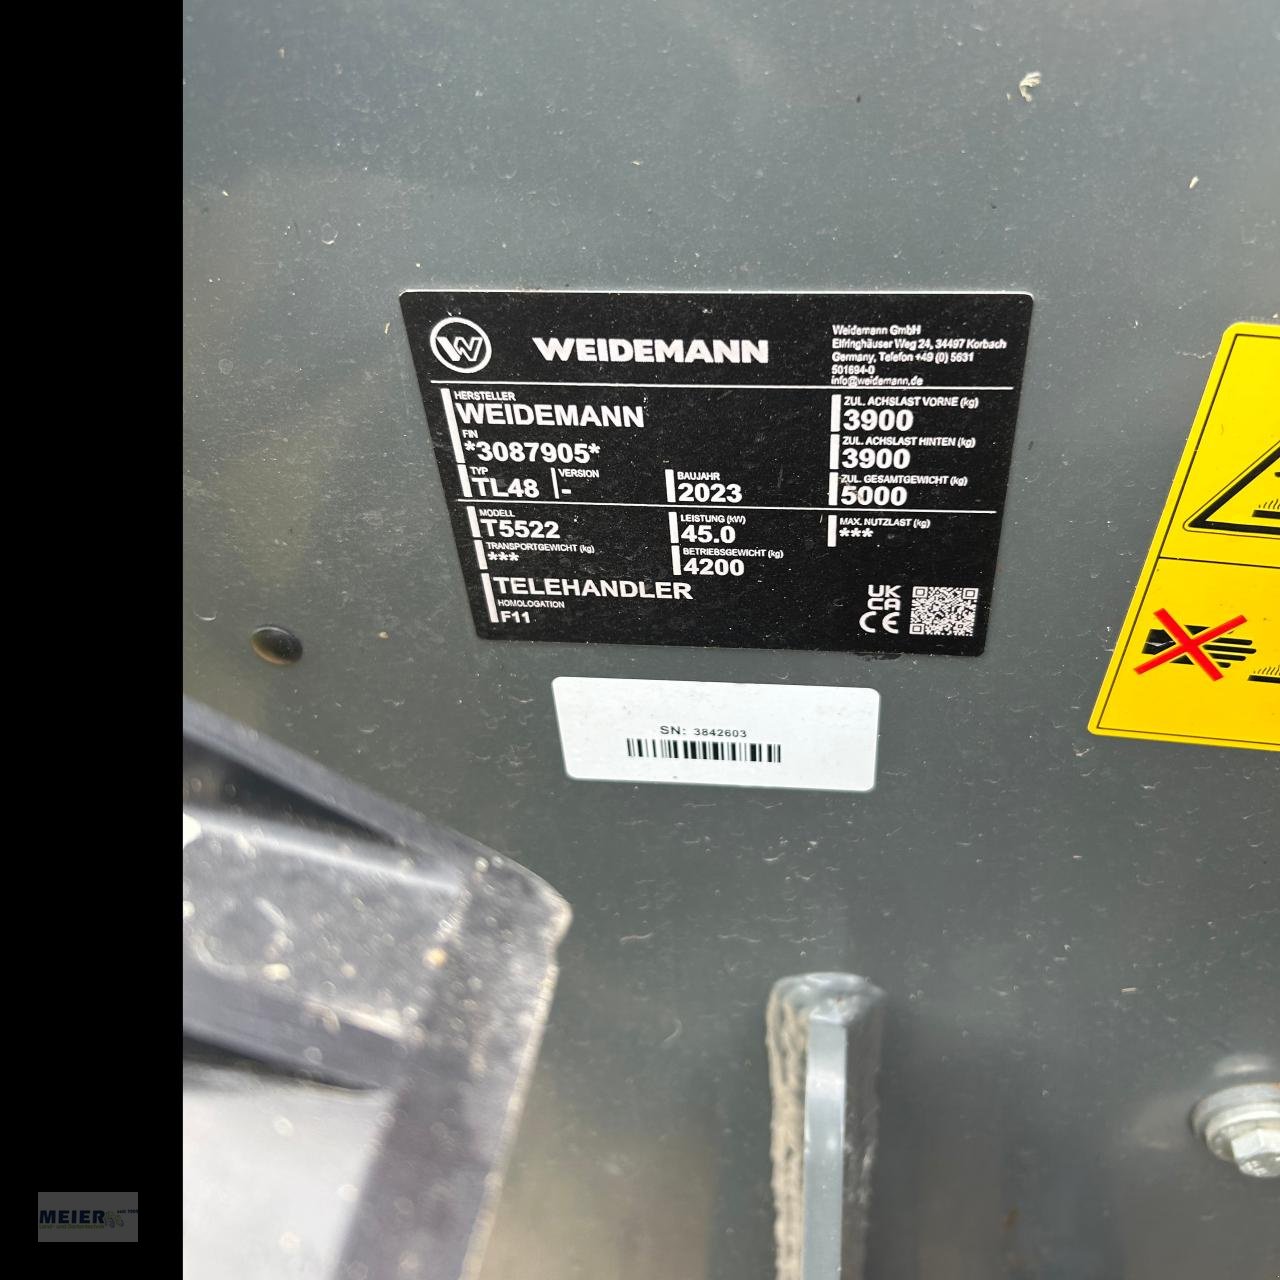 WEIDEMANN
Weidemann GmbH
Elfringhäuser Weg 24, 34497 Korbach
Germany, Telefon +49 (0) 5631
501694-0
info@weidemann.de
HERSTELLER
WEIDEMANN
FIN
*3087905*
TYP
TL48
VERSION
-
BAUJAHR
2023
ZUL. ACHSLAST VORNE (kg)
3900
ZUL. ACHSLAST HINTEN (kg)
3900
ZUL. GESAMTGEWICHT (kg)
5000
MODELL
T5522
LEISTUNG (kW)
45.0
MAX. NUTZLAST (kg)
***
TRANSPORTGEWICHT (kg)
***
BETRIEBSGEWICHT (kg)
4200
TELEHANDLER
HOMOLOGATION
F11
UK
CA
CE
SN: 3842603
MEIER